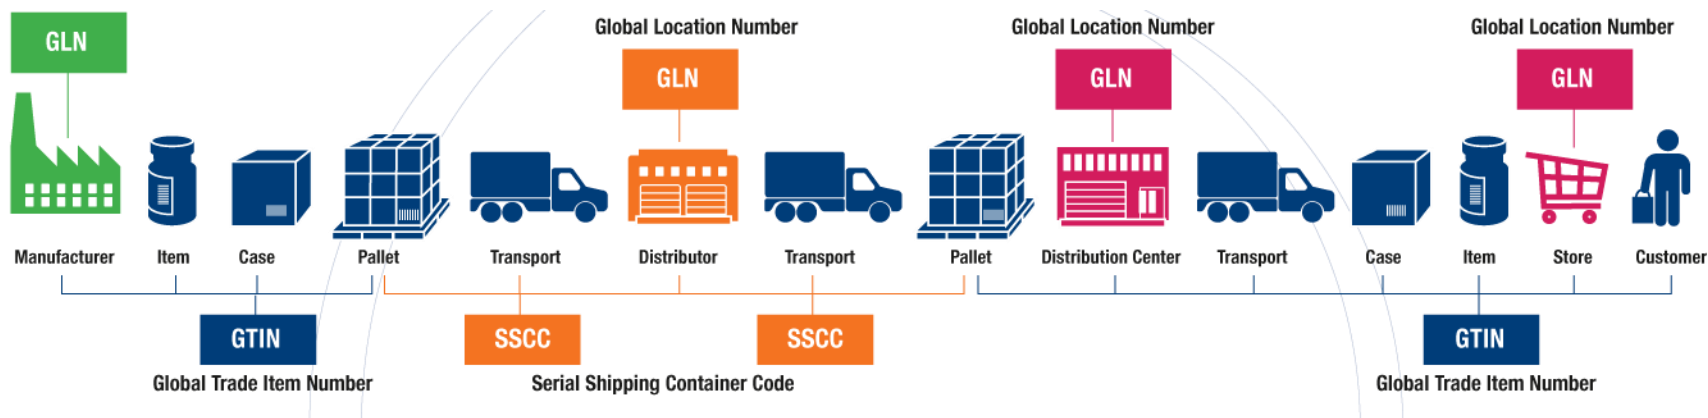 Global Location Number
Global Location Number
Global Location Number
GLN
GLN
GLN
GLN
Manufacturer
Item
Case
Pallet
Transport
Distributor
Transport
Pallet
Distribution Center
Transport
Case
Item
Store
Customer
GTIN
SSCC
SSCC
GTIN
Global Trade Item Number
Serial Shipping Container Code
Global Trade Item Number